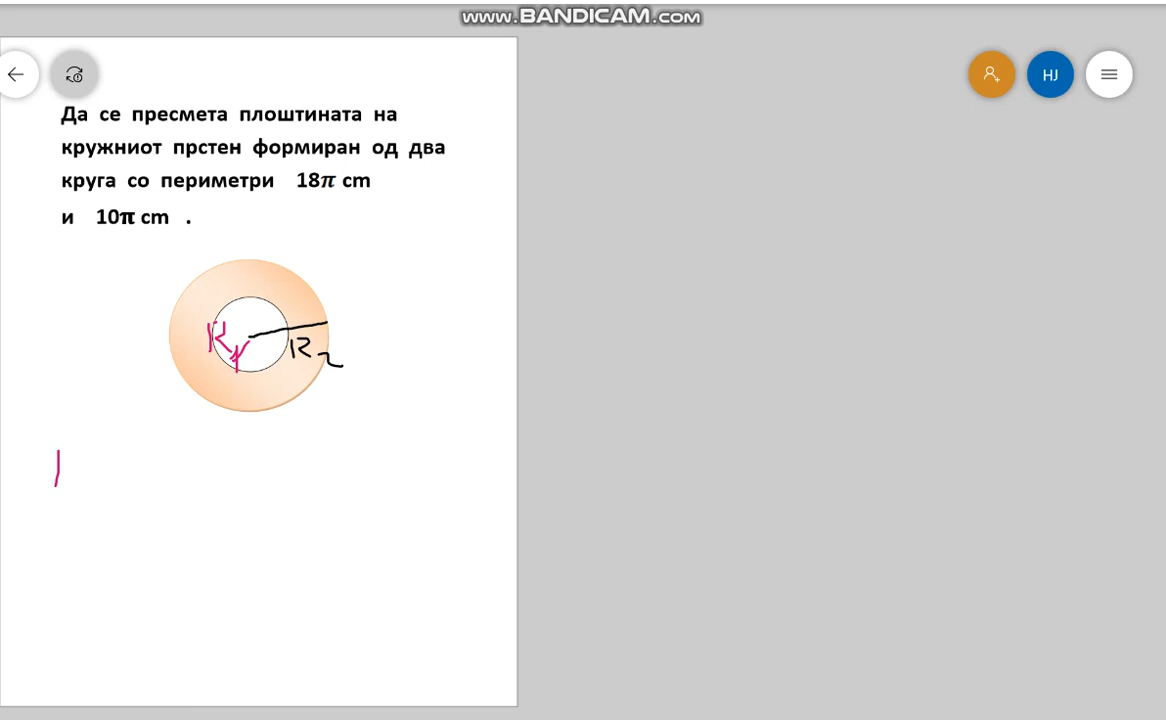 www.BANDICAM.com
HJ
Да се пресмета плоштината на
кружниот прстен формиран од два
круга со периметри 18π cm
и 10π cm .
R₁
R₂